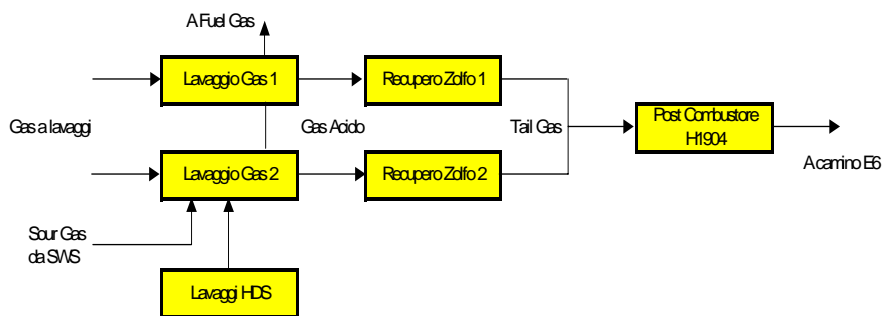 A Fuel Gas
Lavaggio Gas 1
Recupero Zolfo 1
Gas a lavaggi
Gas Acido
Tail Gas
Post Combustore
H1904
Lavaggio Gas 2
Recupero Zolfo 2
A camino E6
Sour Gas
da SWS
Lavaggi HDS